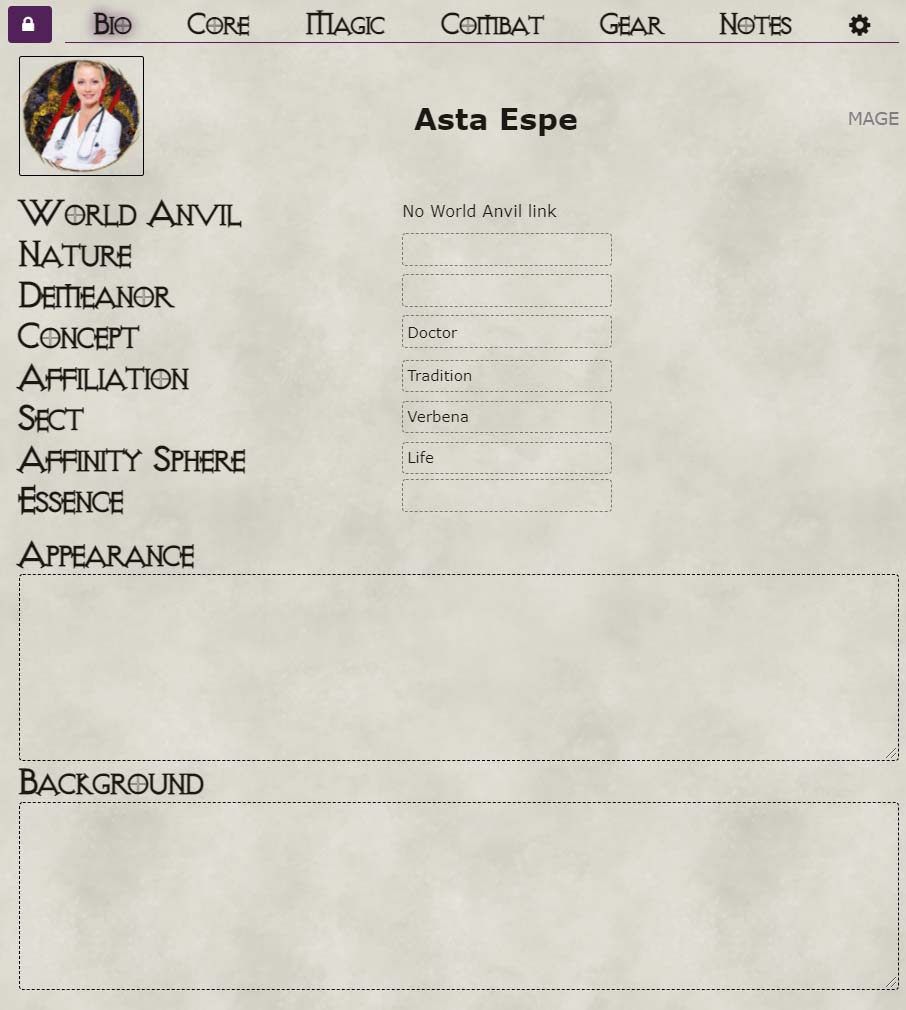 Bio Core Magic Combat Gear Notes
Asta Espe
MAGE
World Anvil No World Anvil link
Nature
Demeanor
Concept Doctor
Affiliation Tradition
Sect Verbena
Affinity Sphere Life
Essence
Appearance
Background